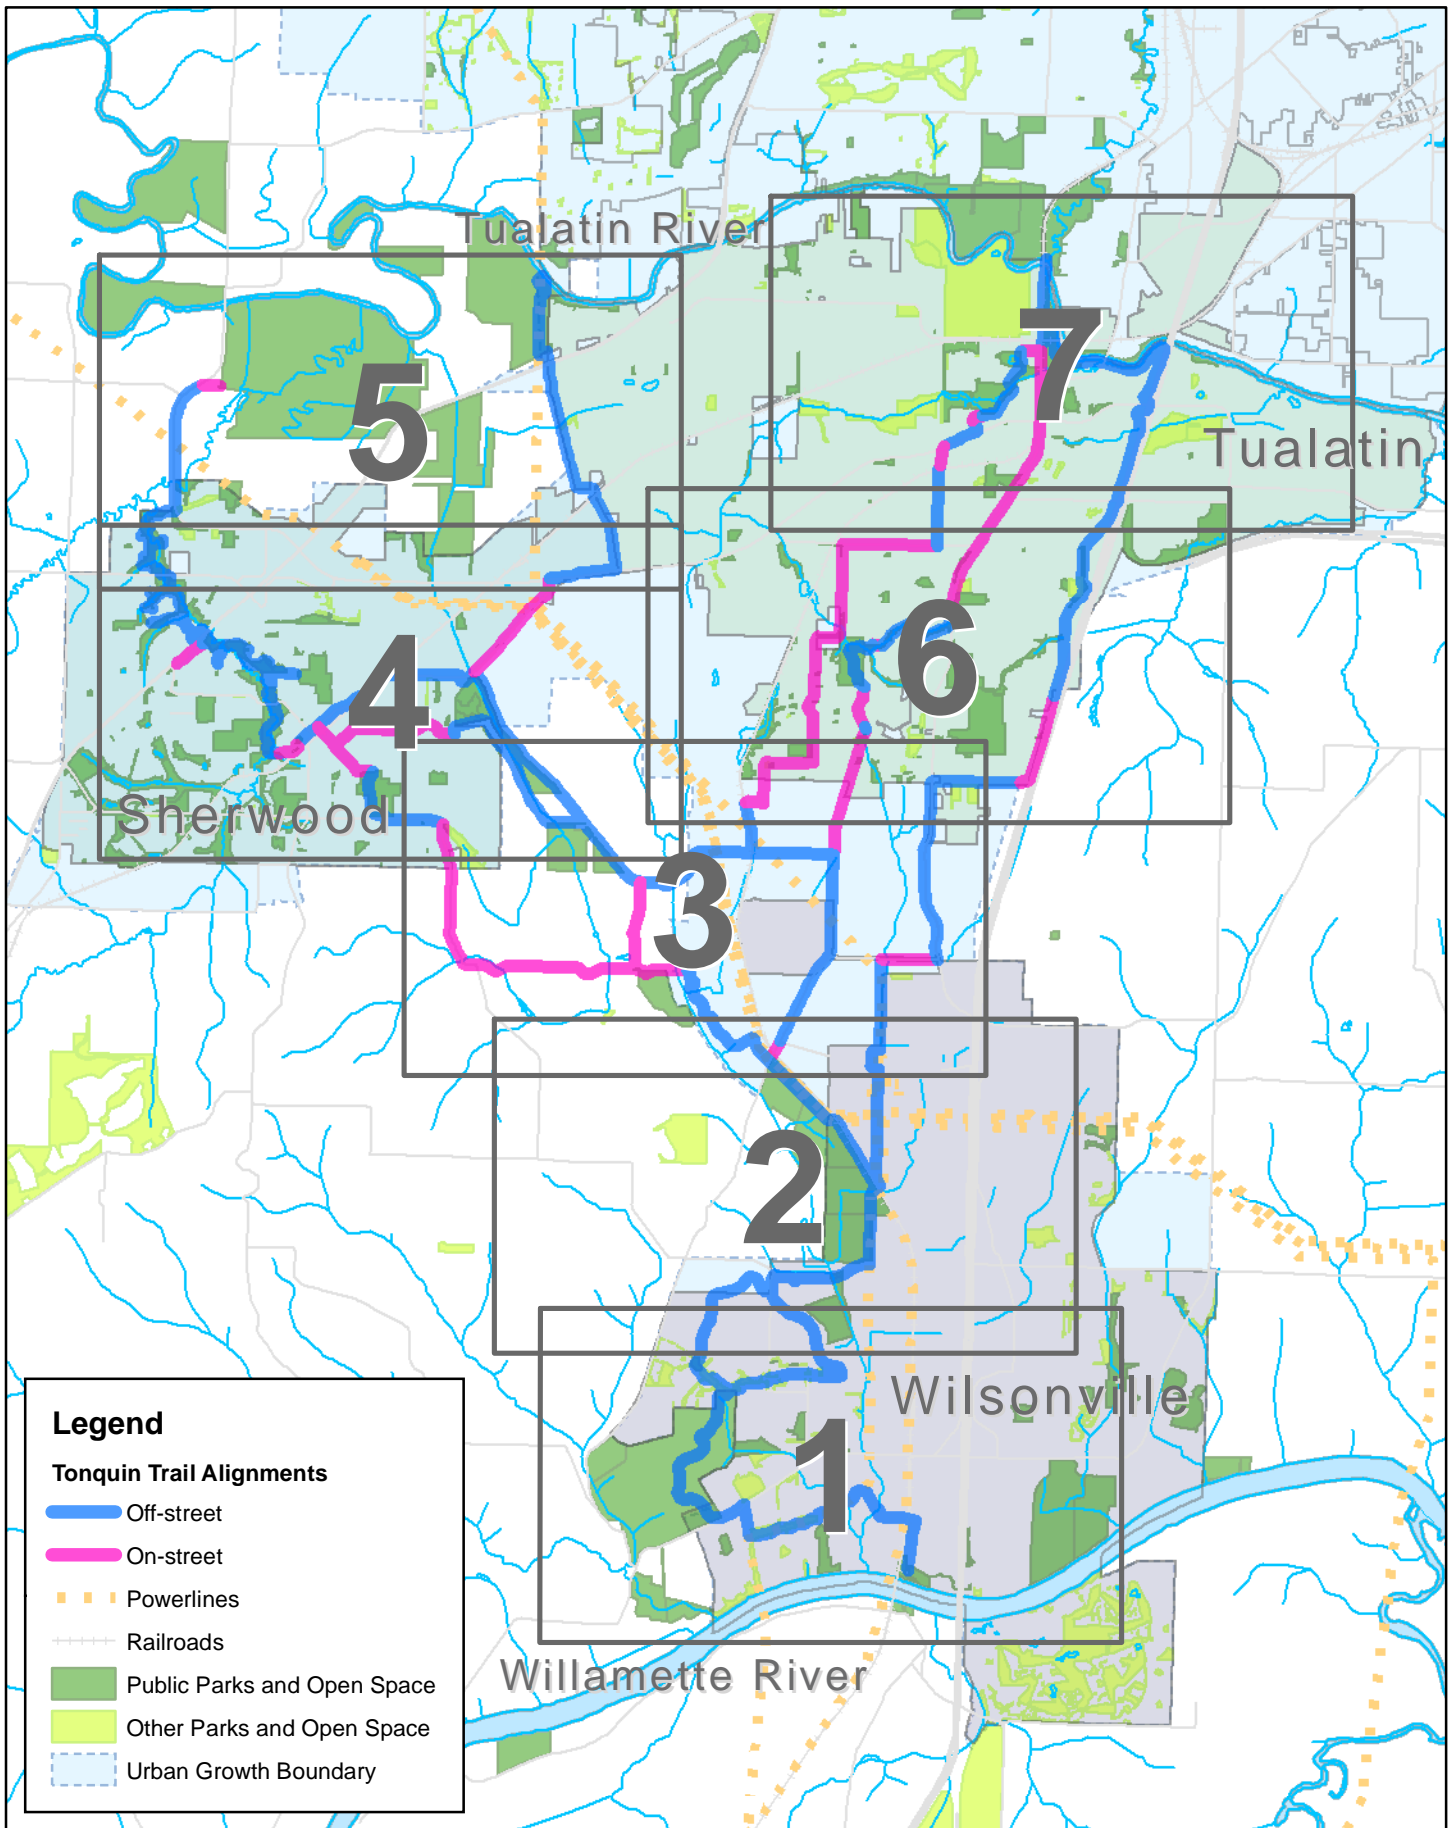 Tualatin River
7
5
Tualatin
6
4
Sherwood
3
2
Wilsonville
1
Willamette River
Legend
Tonquin Trail Alignments
Off-street
On-street
Powerlines
Railroads
Public Parks and Open Space
Other Parks and Open Space
Urban Growth Boundary